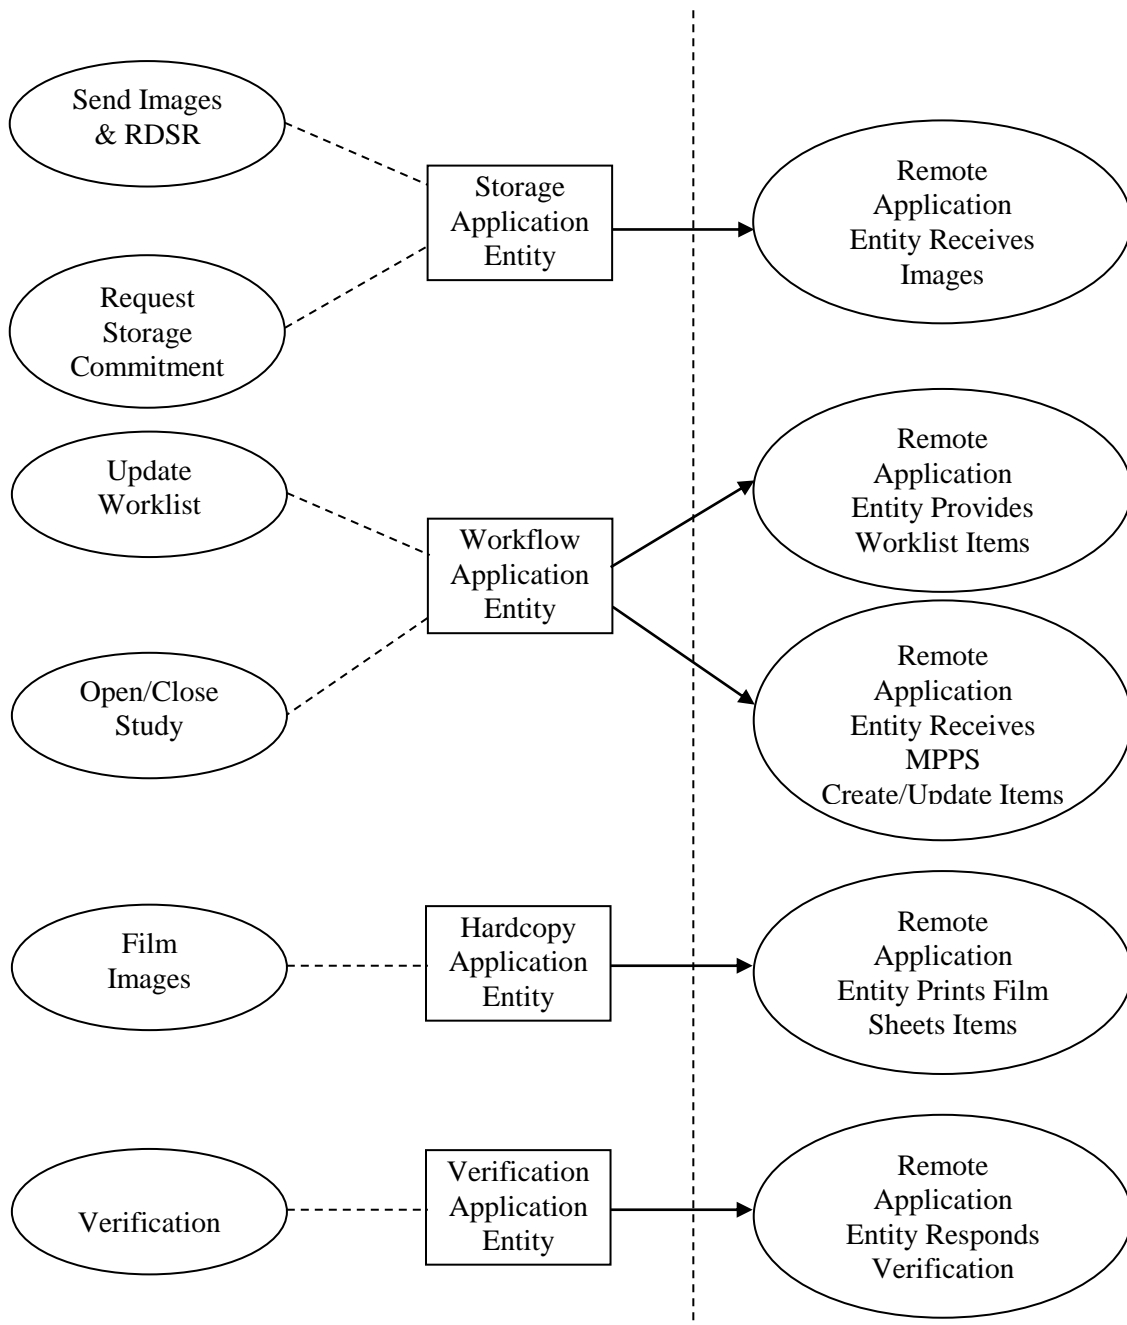 Send Images
& RDSR
Storage
Application
Entity
Remote
Application
Entity Receives
Images
Request
Storage
Commitment
Update
Worklist
Workflow
Application
Entity
Remote
Application
Entity Provides
Worklist Items
Open/Close
Study
Remote
Application
Entity Receives
MPPS
Create/Update Items
Film
Images
Hardcopy
Application
Entity
Remote
Application
Entity Prints Film
Sheets Items
Verification
Verification
Application
Entity
Remote
Application
Entity Responds
Verification